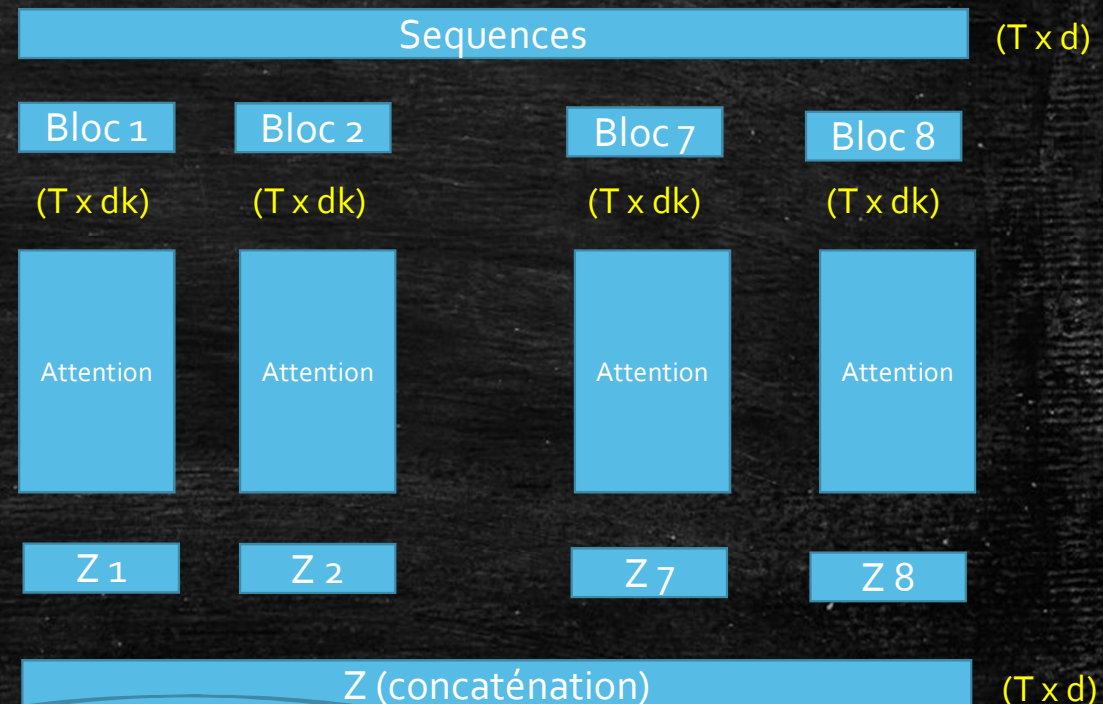 Sequences (T x d)
Bloc 1 Bloc 2 Bloc 7 Bloc 8
(T x dk) (T x dk) (T x dk) (T x dk)
Attention Attention Attention Attention
Z 1 Z 2 Z 7 Z 8
Z (concaténation) (T x d)